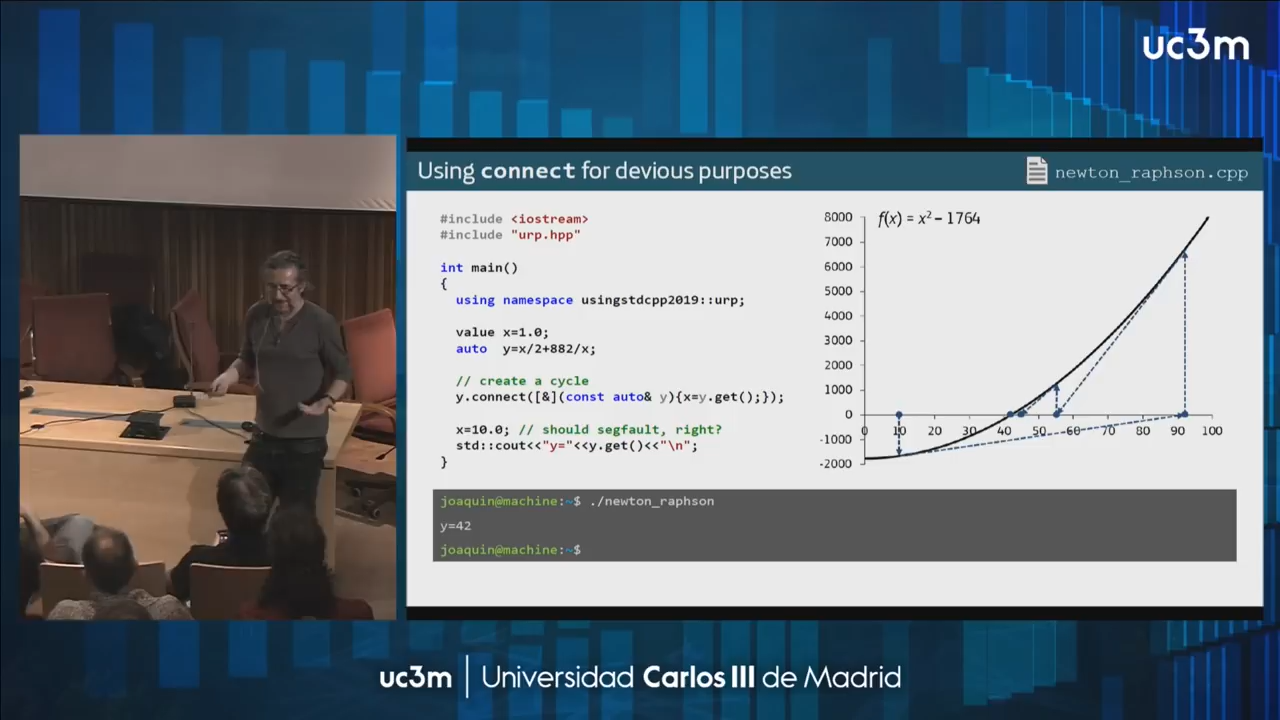 uc3m
Using connect for devious purposes
newton_raphson.cpp
#include <iostream>
#include "urp.hpp"
int main()
{
using namespace usingstdcpp2019::urp;
value x=1.0;
auto y=x/2+882/x;
// create a cycle
y.connect([&](const auto& y){x=y.get();});
x=10.0; // should segfault, right?
std::cout<<"y="<<y.get()<<"\n";
}
f(x) = x² – 1764
8000
7000
6000
5000
4000
3000
2000
1000
0
-1000
-2000
0 10 20 30 40 50 60 70 80 90 100
joaquin@machine:~$ ./newton_raphson
y=42
joaquin@machine:~$
uc3m | Universidad Carlos III de Madrid